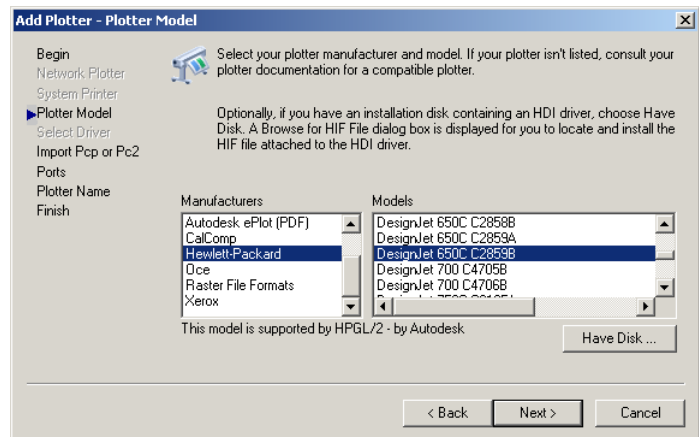 Add Plotter - Plotter Model
Begin
Network Plotter
System Printer
Plotter Model
Select Driver
Import Pcp or Pc2
Ports
Plotter Name
Finish
Select your plotter manufacturer and model. If your plotter isn't listed, consult your
plotter documentation for a compatible plotter.
Optionally, if you have an installation disk containing an HDI driver, choose Have
Disk. A Browse for HIF File dialog box is displayed for you to locate and install the
HIF file attached to the HDI driver.
Manufacturers
Autodesk ePlot (PDF)
CalComp
Hewlett-Packard
Oce
Raster File Formats
Xerox
Models
DesignJet 650C C2858B
DesignJet 650C C2859A
DesignJet 650C C2859B
DesignJet 700 C4705B
DesignJet 700 C4706B
This model is supported by HPGL/2 - by Autodesk
Have Disk ...
< Back
Next >
Cancel